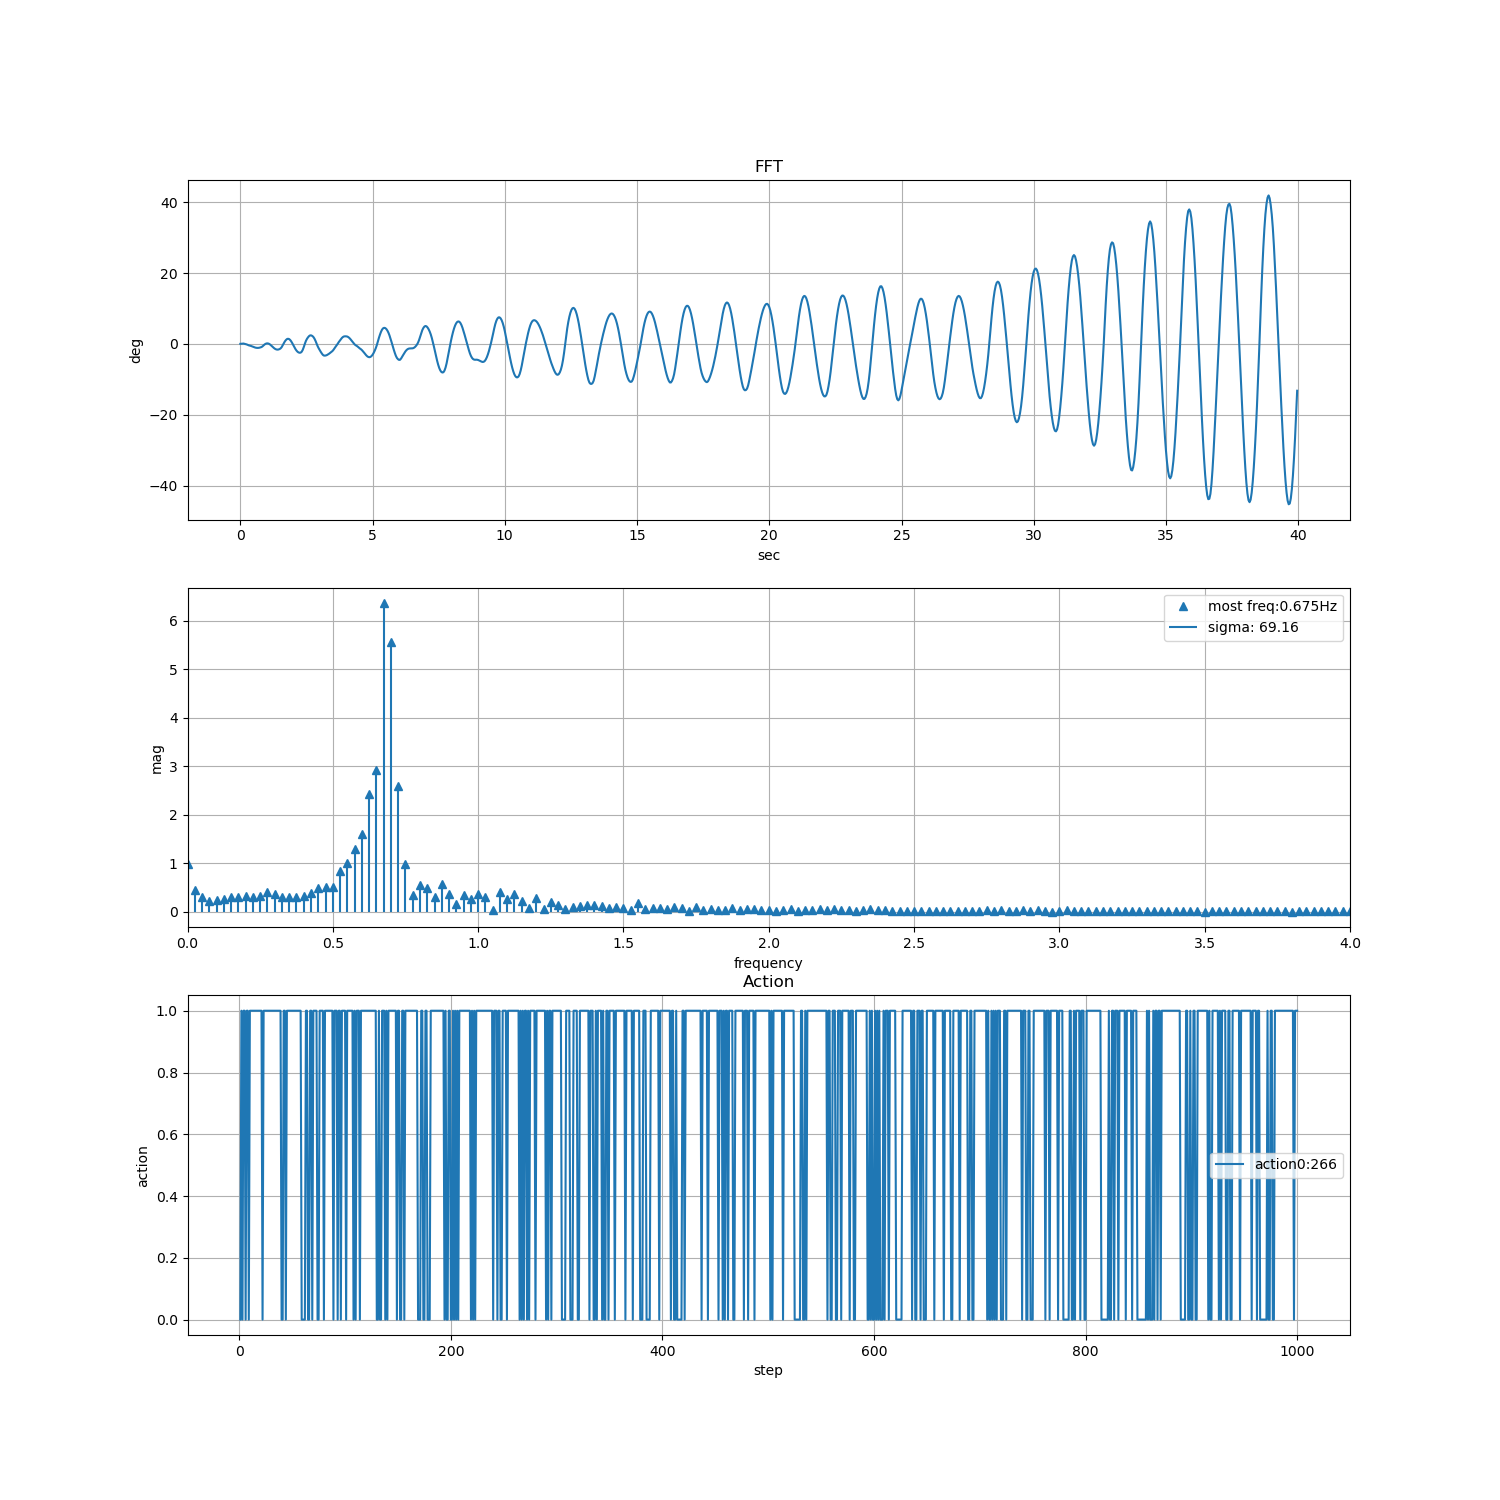 FFT
40
20
0
−20
−40
deg
0 5 10 15 20 25 30 35 40
sec
most freq:0.675Hz
sigma: 69.16
6
5
4
3
2
1
0
mag
0.0 0.5 1.0 1.5 2.0 2.5 3.0 3.5 4.0
frequency
Action
1.0
0.8
0.6
0.4
0.2
0.0
action
action0:266
0 200 400 600 800 1000
step